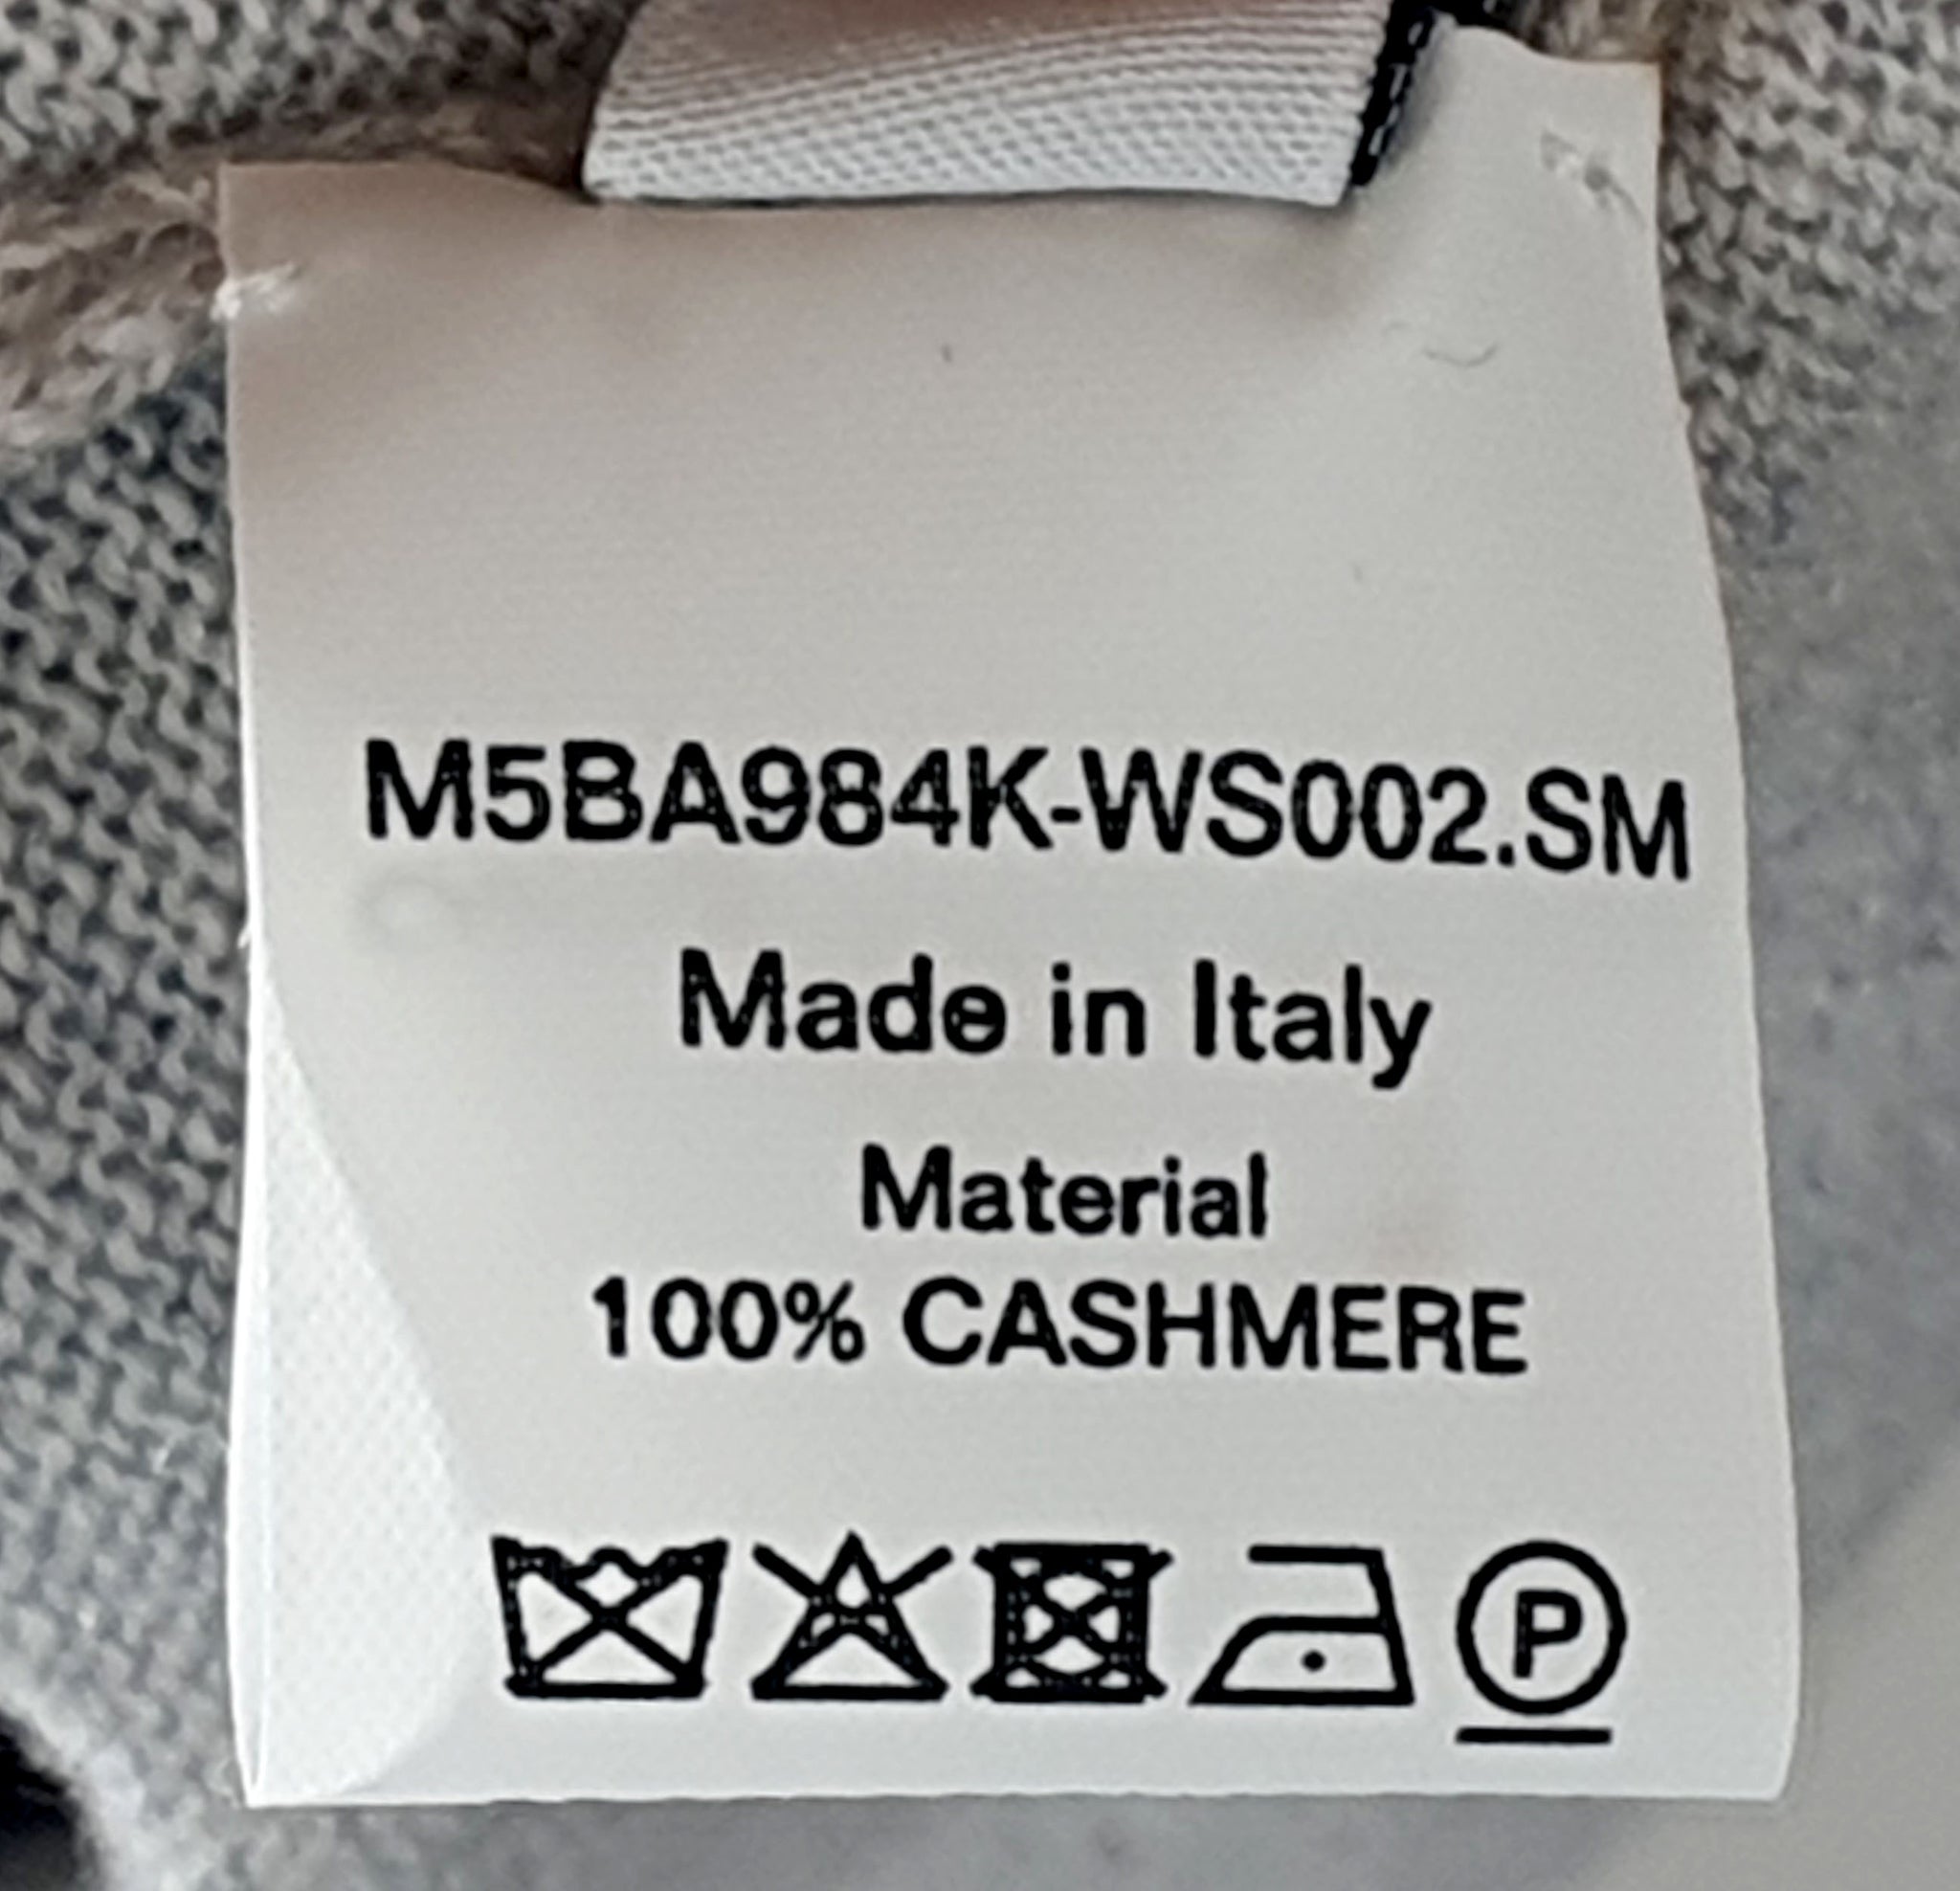 M5BA984K-WS002.SM
Made in Italy
Material
100% CASHMERE
P